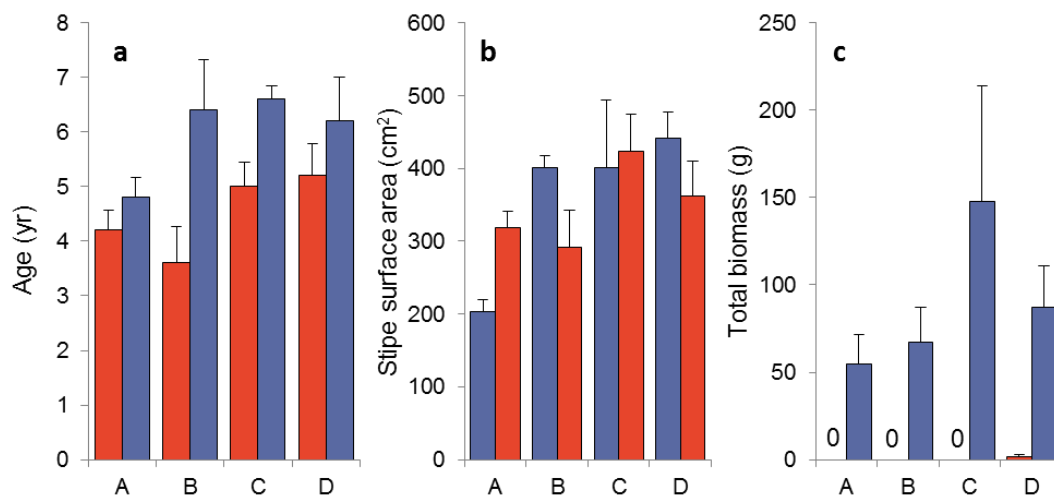 a
Age (yr)
8
7
6
5
4
3
2
1
0
A B C D
b
Stipe surface area (cm²)
600
500
400
300
200
100
0
A B C D
c
Total biomass (g)
250
200
150
100
50
0
0 0 0
A B C D